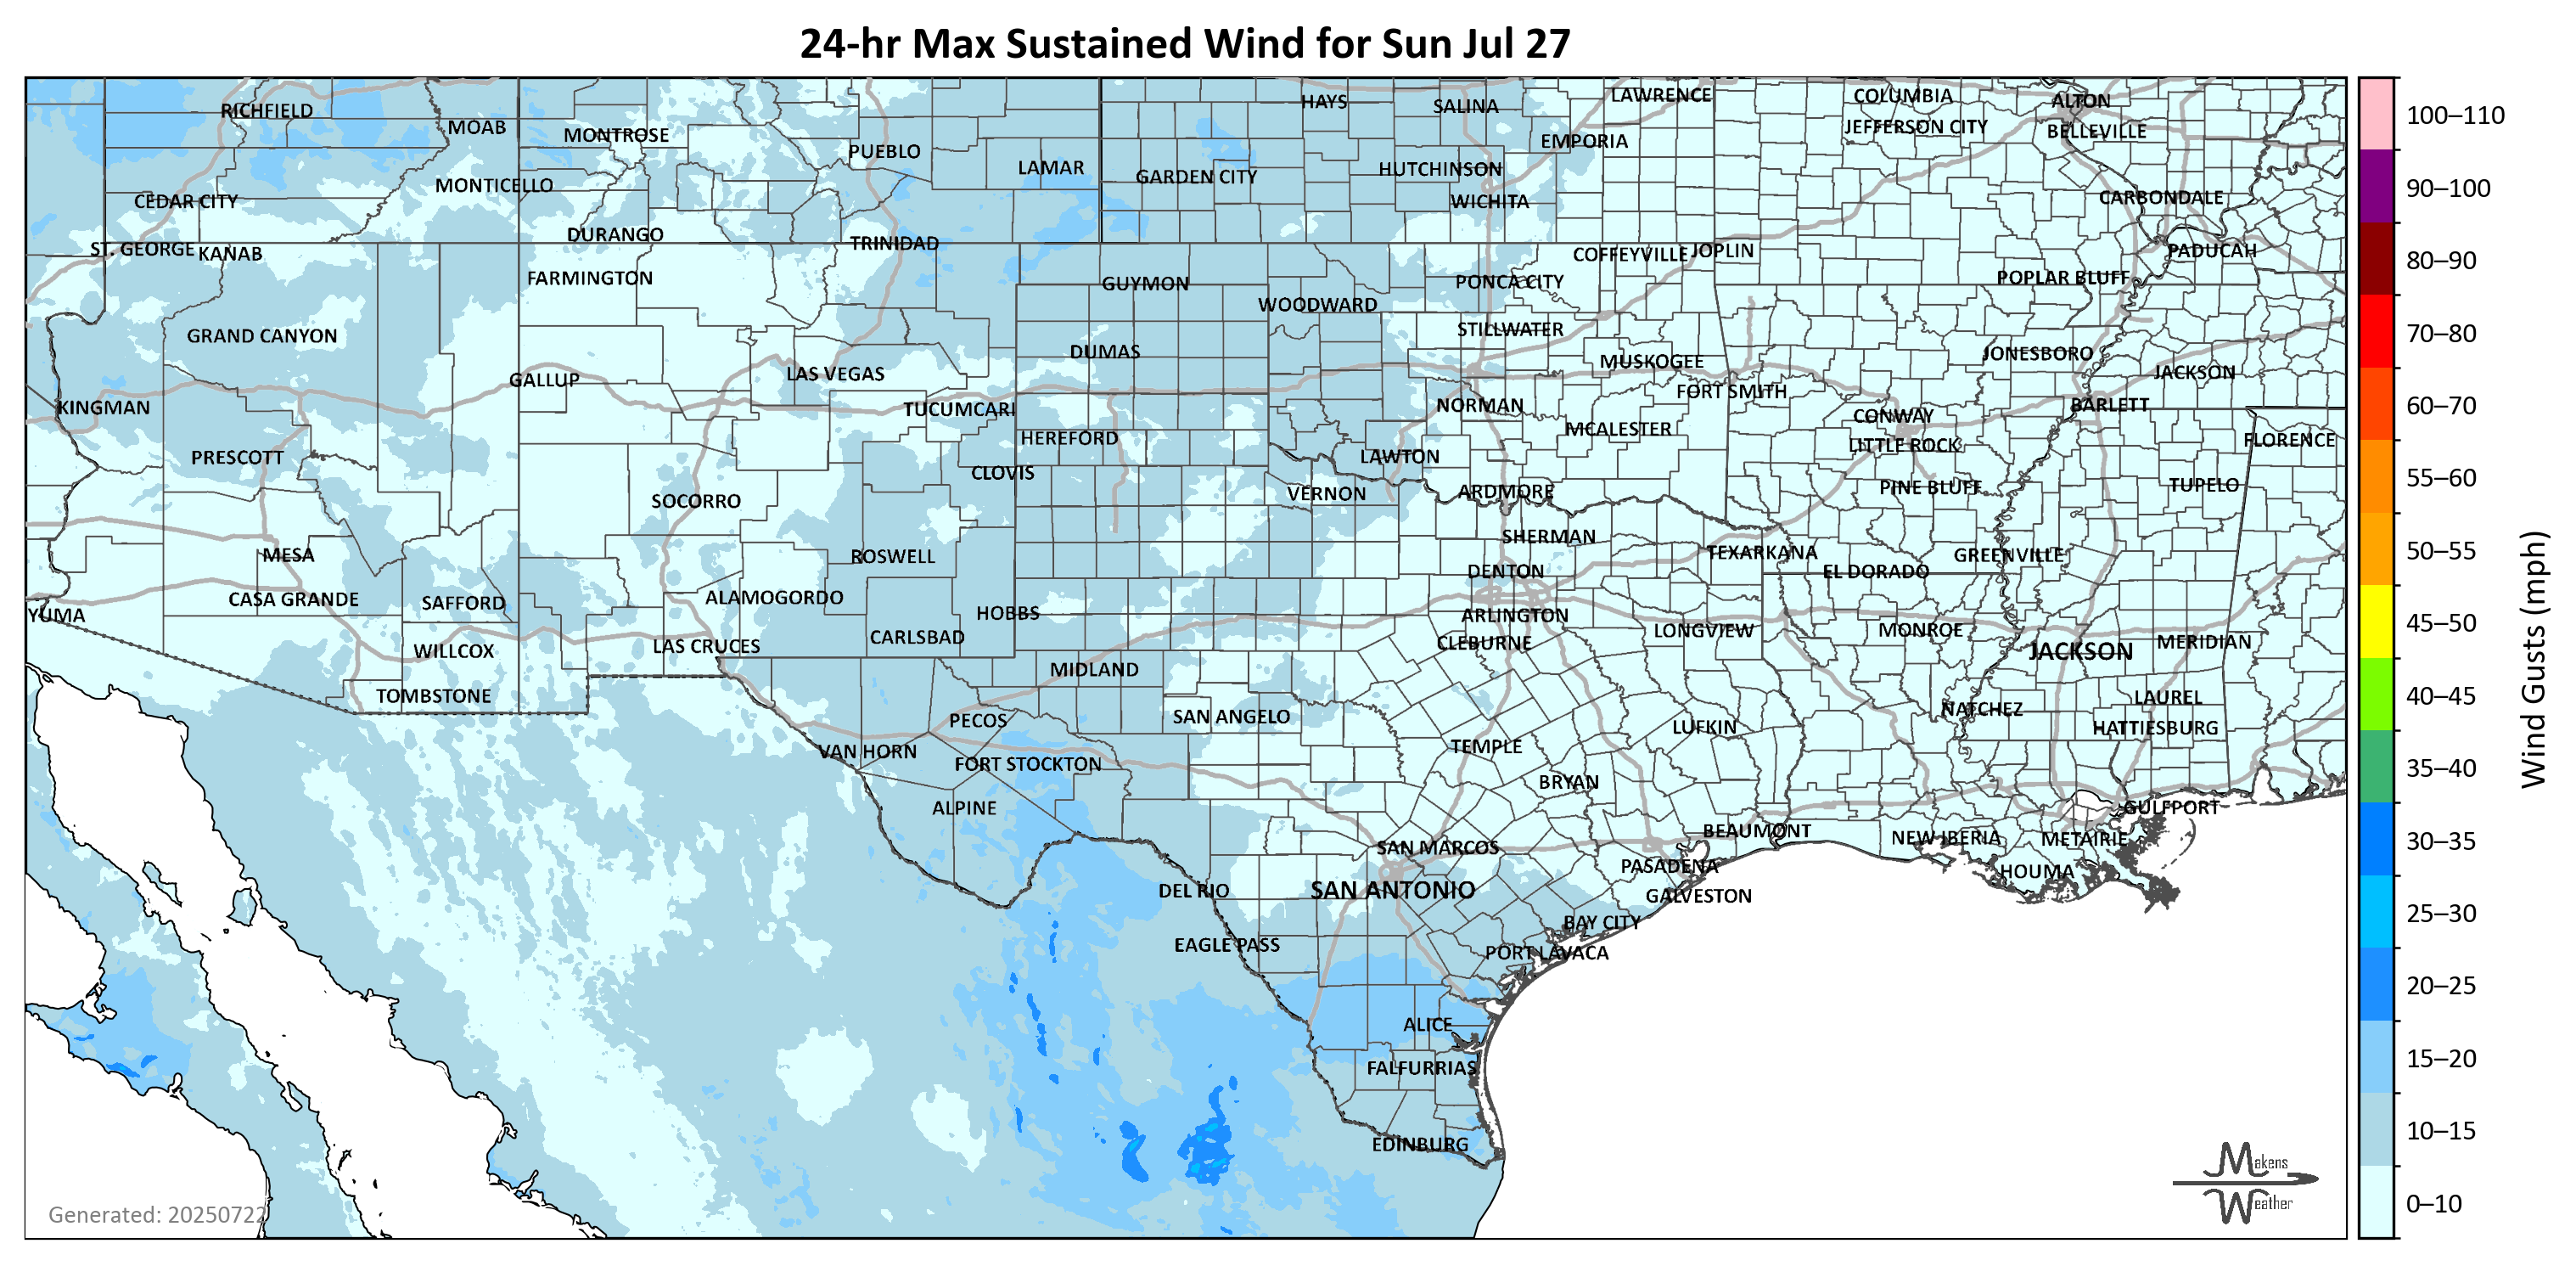 24-hr Max Sustained Wind for Sun Jul 27
RICHFIELD
MOAB
MONTROSE
PUEBLO
LAMAR
HAYS
SALINA
LAWRENCE
COLUMBIA
ALTON
JEFFERSON CITY
BELLEVILLE
EMPORIA
GARDEN CITY
HUTCHINSON
WICHITA
MONTICELLO
CEDAR CITY
CARBONDALE
ST. GEORGE
KANAB
DURANGO
TRINIDAD
COFFEYVILLE
JOPLIN
PADUCAH
FARMINGTON
GUYMON
PONCA CITY
POPLAR BLUFF
WOODWARD
STILLWATER
GRAND CANYON
DUMAS
MUSKOGEE
JONESBORO
JACKSON
GALLUP
LAS VEGAS
FORT SMITH
KINGMAN
TUCUMCARI
NORMAN
CONWAY
BARLETT
HEREFORD
MCALESTER
LITTLE ROCK
FLORENCE
PRESCOTT
CLOVIS
LAWTON
SOCORRO
VERNON
ARDMORE
PINE BLUFF
TUPELO
SHERMAN
MESA
ROSWELL
TEXARKANA
GREENVILLE
DENTON
EL DORADO
CASA GRANDE
SAFFORD
ALAMOGORDO
HOBBS
ARLINGTON
YUMA
CARLSBAD
CLEBURNE
LONGVIEW
MONROE
WILLCOX
LAS CRUCES
JACKSON
MERIDIAN
MIDLAND
TOMBSTONE
LAUREL
PECOS
SAN ANGELO
NATCHEZ
LUFKIN
HATTIESBURG
VAN HORN
TEMPLE
FORT STOCKTON
BRYAN
ALPINE
GULFPORT
BEAUMONT
NEW IBERIA
METAIRIE
SAN MARCOS
PASADENA
HOUMA
DEL RIO
SAN ANTONIO
GALVESTON
BAY CITY
EAGLE PASS
PORT LAVACA
ALICE
FALFURRIAS
EDINBURG
Generated: 20250722
Makens
Weather
100–110
90–100
80–90
70–80
60–70
55–60
50–55
45–50
40–45
35–40
30–35
25–30
20–25
15–20
10–15
0–10
Wind Gusts (mph)